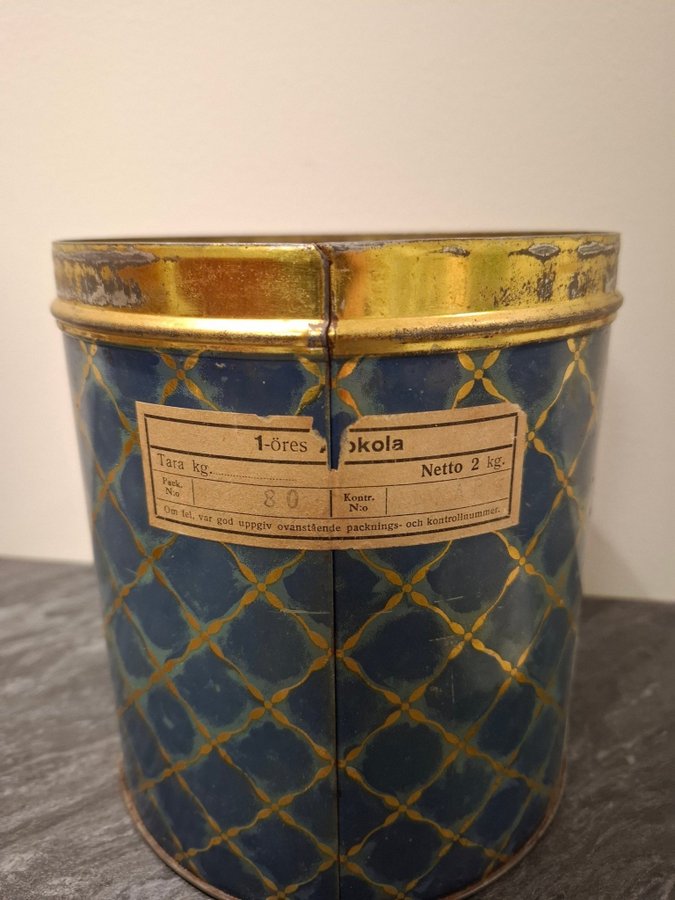 1-öres
Tara kg. Netto 2 kg.
Pack. N:o 80 Kontr. N:o
Om fel, var god uppgiv ovanstående packnings- och kontrollnummer.